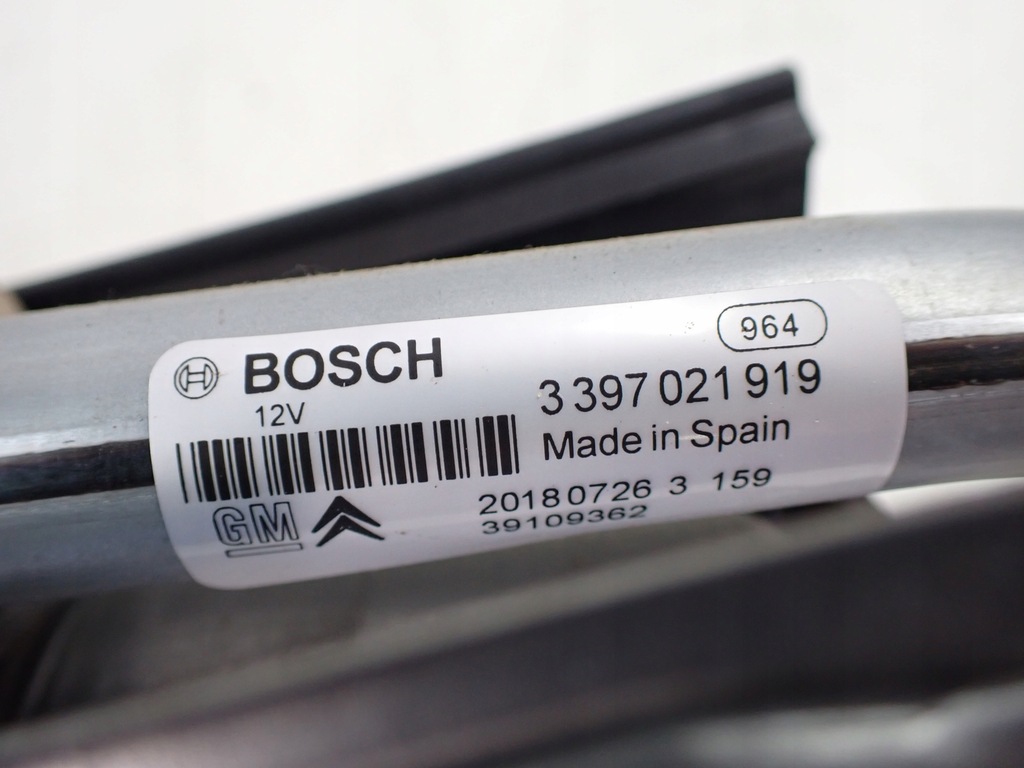 964
BOSCH
12V
3 397 021 919
Made in Spain
20180726 3 159
GM
39109362